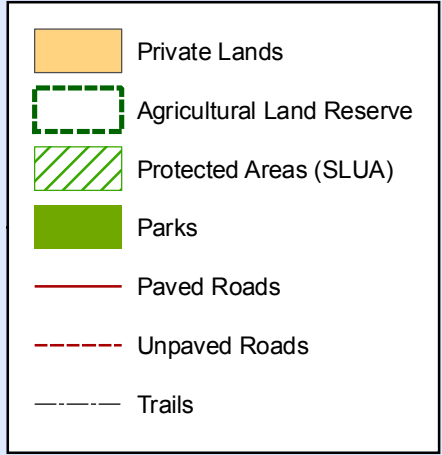 Private Lands
Agricultural Land Reserve
Protected Areas (SLUA)
Parks
Paved Roads
Unpaved Roads
Trails